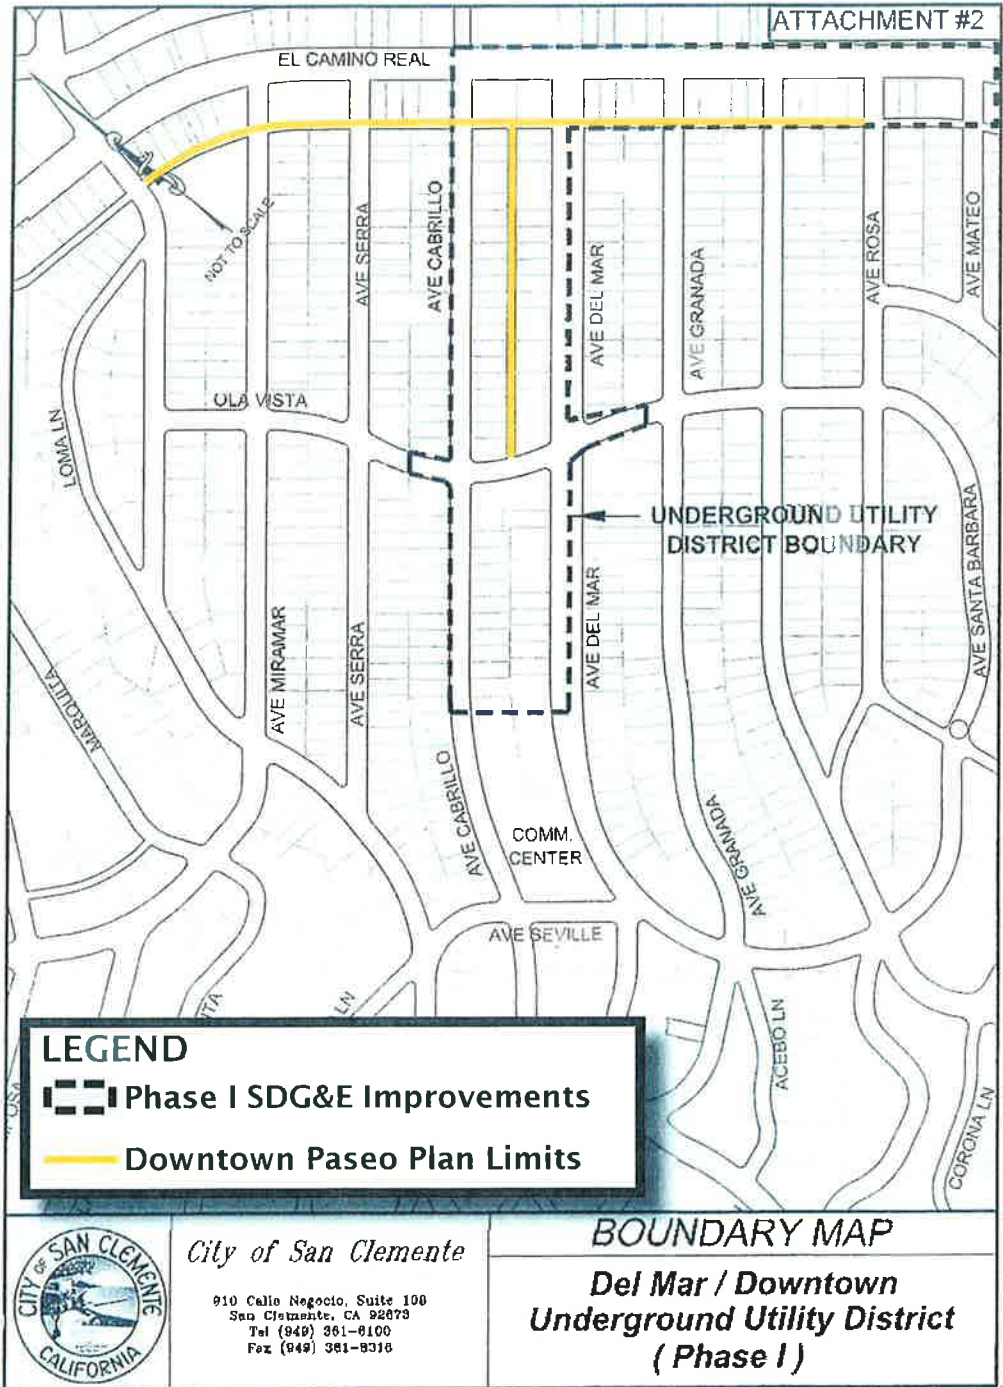 ATTACHMENT #2
EL CAMINO REAL
NOT TO SCALE
AVE SERRA
AVE CABRILLO
AVE DEL MAR
AVE GRANADA
AVE ROSA
AVE MATEO
OLA VISTA
LOMA LN
UNDERGROUND UTILITY
DISTRICT BOUNDARY
AVE SANTA BARBARA
AVE DEL MAR
AVE MIRAMAR
AVE SERRA
MARQUITA
AVE CABRILLO
COMM.
CENTER
AVE GRANADA
AVE SEVILLE
LN
ACEBO LN
CORONA LN
LEGEND
Phase I SDG&E Improvements
Downtown Paseo Plan Limits
CITY OF SAN CLEMENTE
CALIFORNIA
City of San Clemente
910 Calle Negocio, Suite 100
San Clemente, CA 92673
Tel (949) 361-6100
Fax (949) 361-8316
BOUNDARY MAP
Del Mar / Downtown
Underground Utility District
( Phase I )